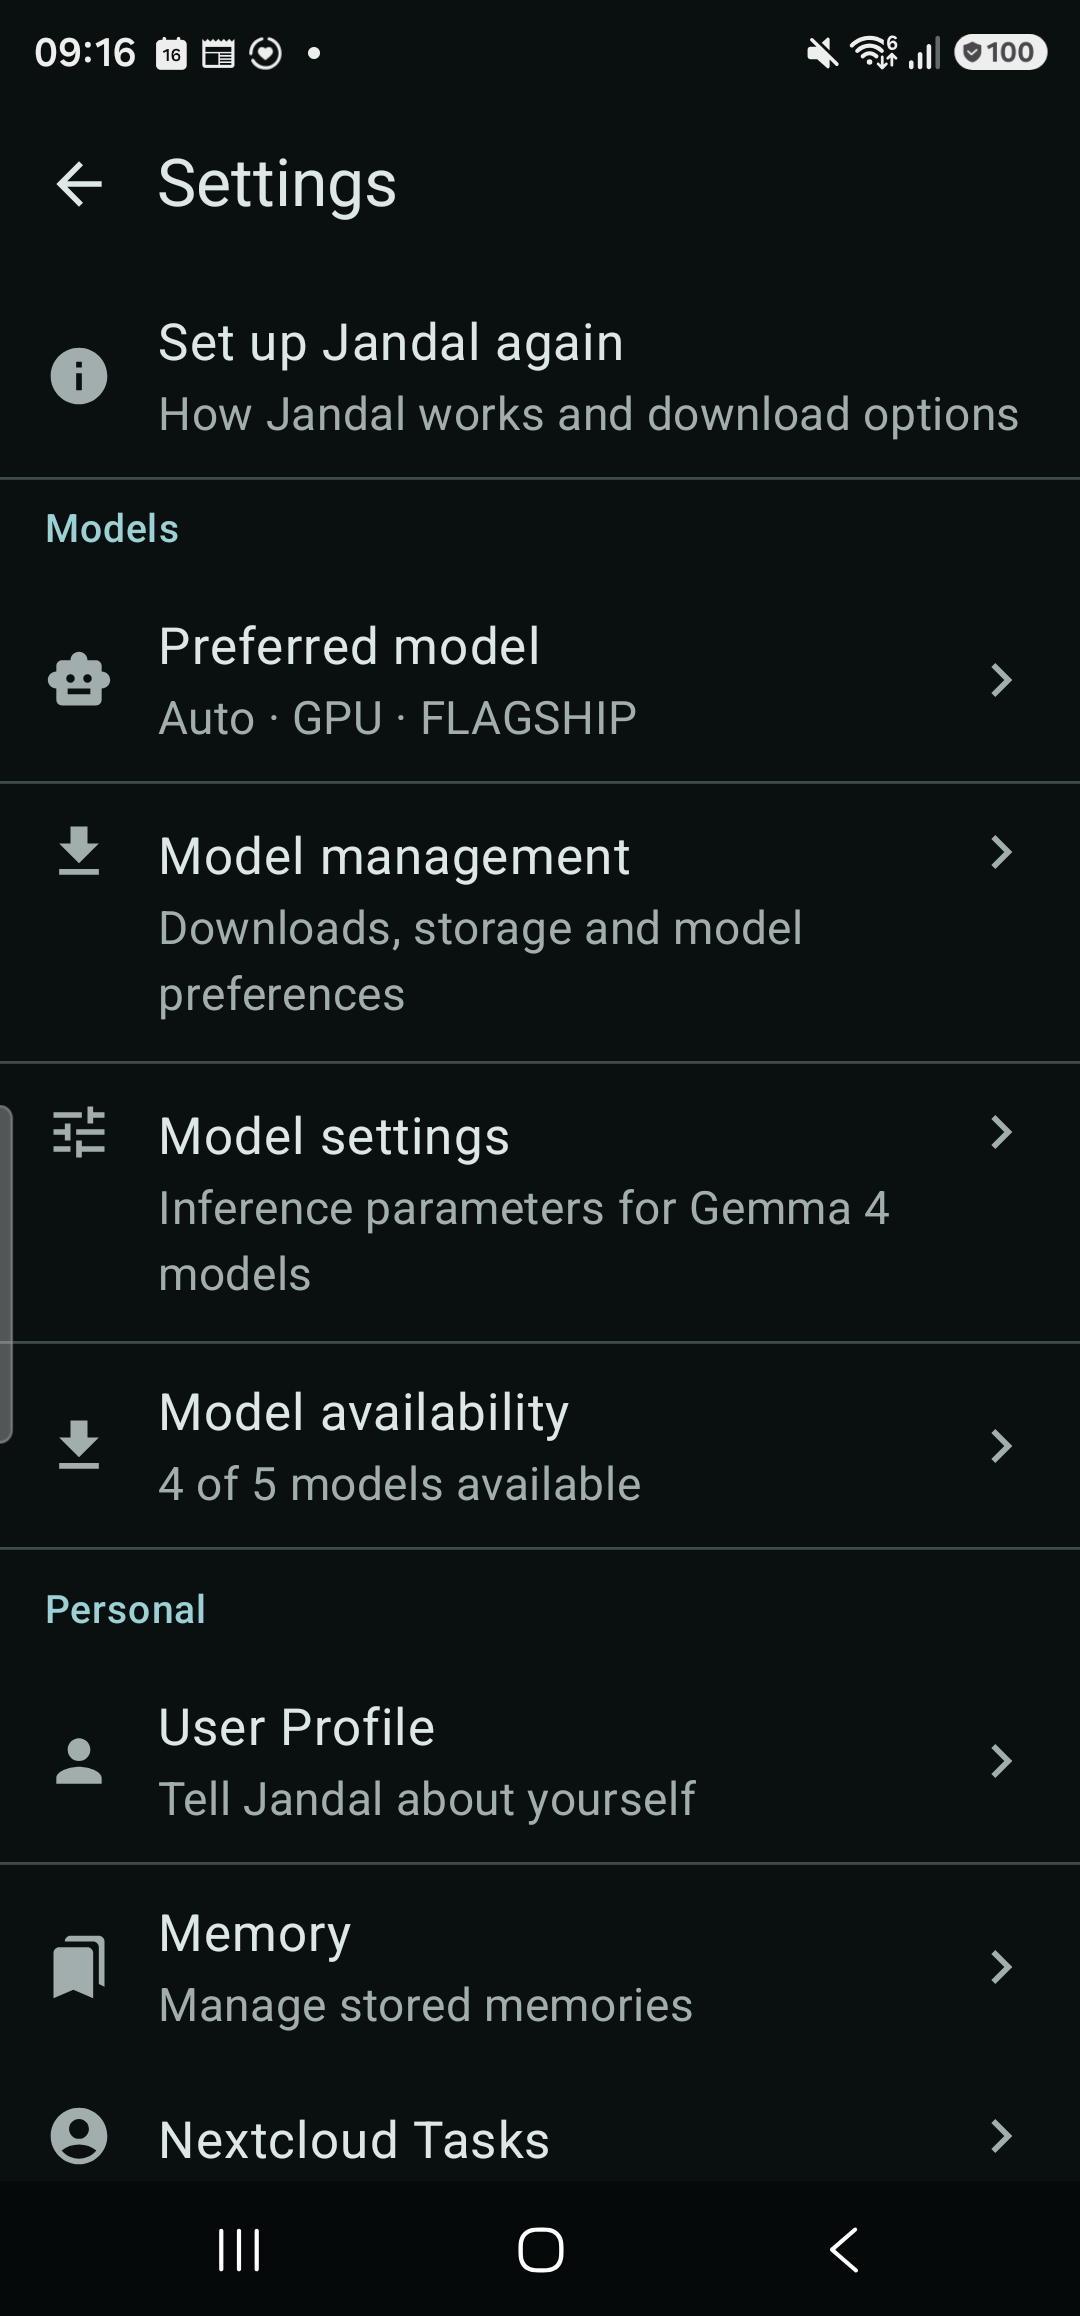 09:16
16
6
100
Settings
Set up Jandal again
How Jandal works and download options
Models
Preferred model
Auto · GPU · FLAGSHIP
Model management
Downloads, storage and model
preferences
Model settings
Inference parameters for Gemma 4
models
Model availability
4 of 5 models available
Personal
User Profile
Tell Jandal about yourself
Memory
Manage stored memories
Nextcloud Tasks